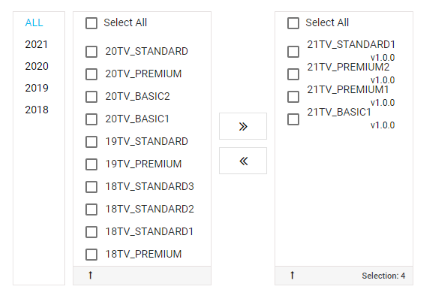 ALL
2021
2020
2019
2018
Select All
20TV_STANDARD
20TV_PREMIUM
20TV_BASIC2
20TV_BASIC1
19TV_STANDARD
19TV_PREMIUM
18TV_STANDARD3
18TV_STANDARD2
18TV_STANDARD1
18TV_PREMIUM
Select All
21TV_STANDARD1
v1.0.0
21TV_PREMIUM2
v1.0.0
21TV_PREMIUM1
v1.0.0
21TV_BASIC1
v1.0.0
Selection: 4